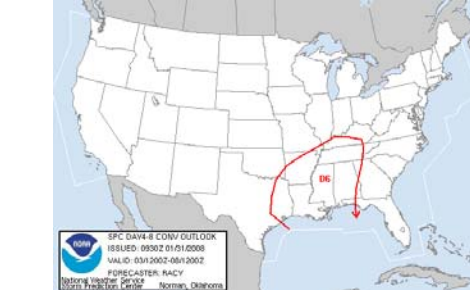 D6
SPC DAY4-8 CONV OUTLOOK
ISSUED: 0930Z 01/31/2008
VALID: 03/1200Z-08/1200Z
FORECASTER: RACY
National Weather Service
Storm Prediction Center Norman, Oklahoma
NOAA